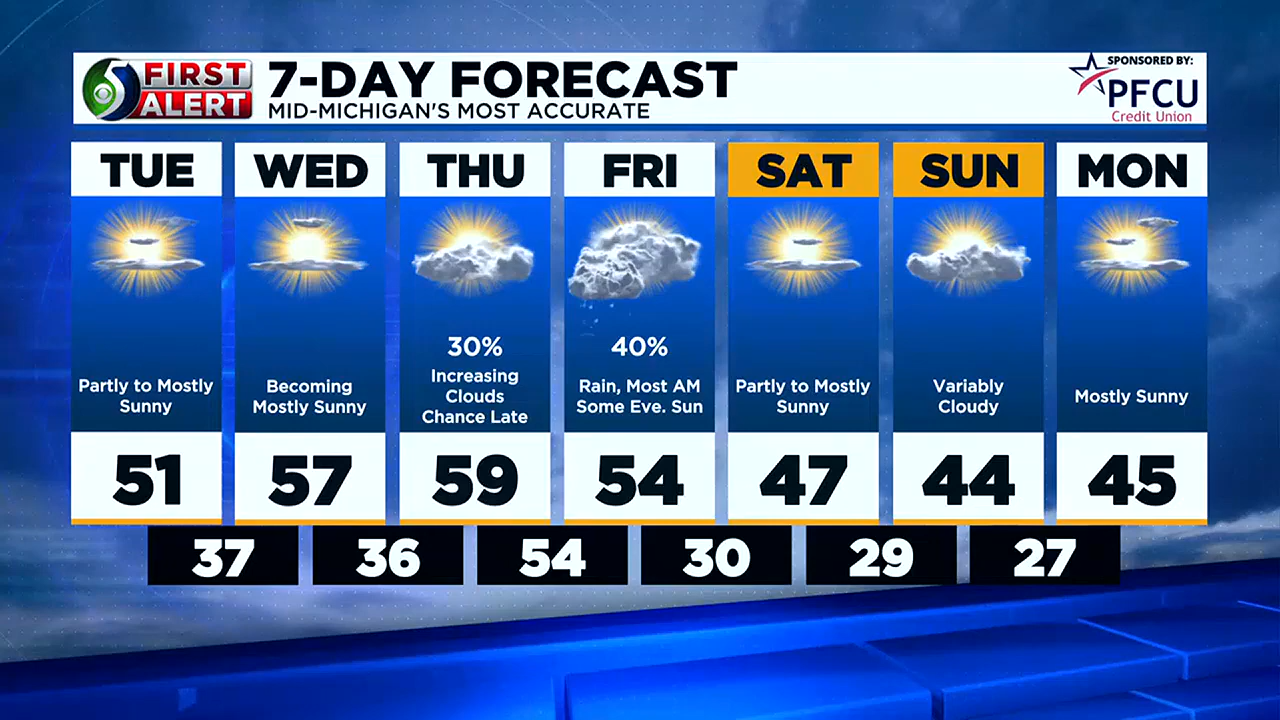 6 FIRST ALERT
7-DAY FORECAST
MID-MICHIGAN'S MOST ACCURATE
SPONSORED BY:
PFCU
Credit Union
TUE WED THU FRI SAT SUN MON
Partly to Mostly
Sunny
Becoming
Mostly Sunny
30%
Increasing
Clouds
Chance Late
40%
Rain, Most AM
Some Eve. Sun
Partly to Mostly
Sunny
Variably
Cloudy
Mostly Sunny
51 57 59 54 47 44 45
37 36 54 30 29 27